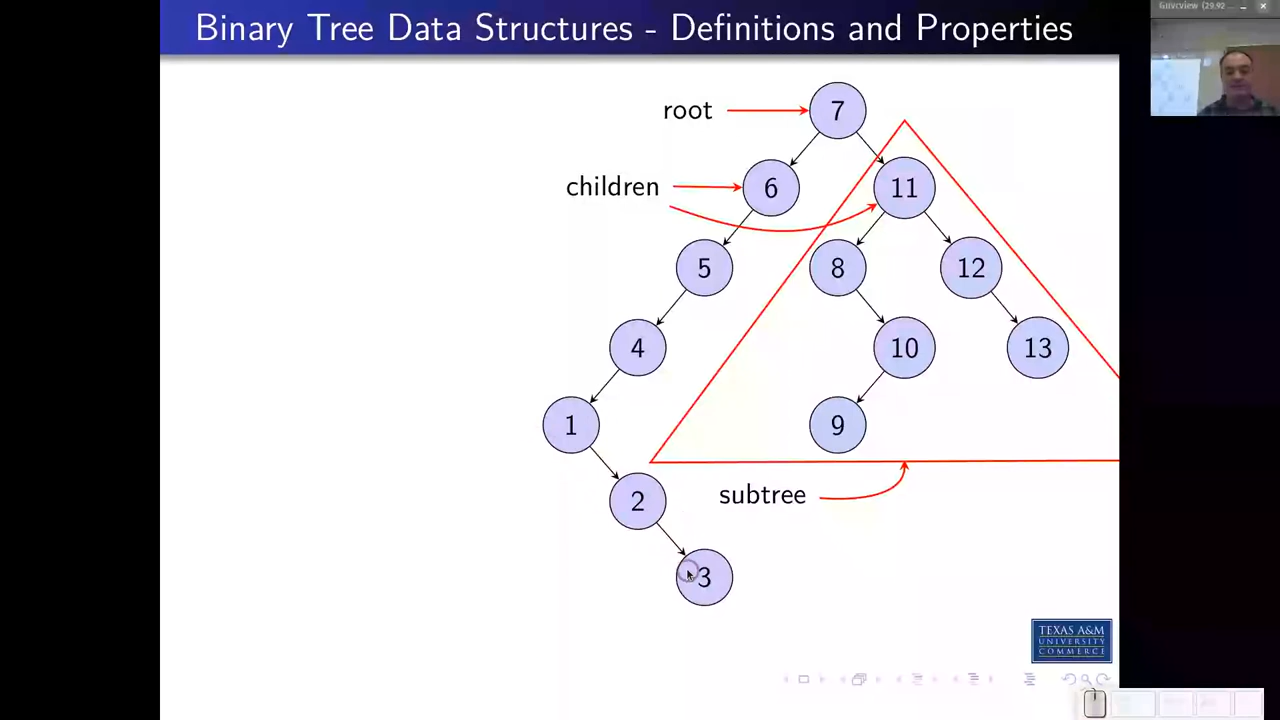 Binary Tree Data Structures - Definitions and Properties
root
7
children
6
11
5
8
12
4
10
13
1
9
2
subtree
3
TEXAS A&M
UNIVERSITY
COMMERCE